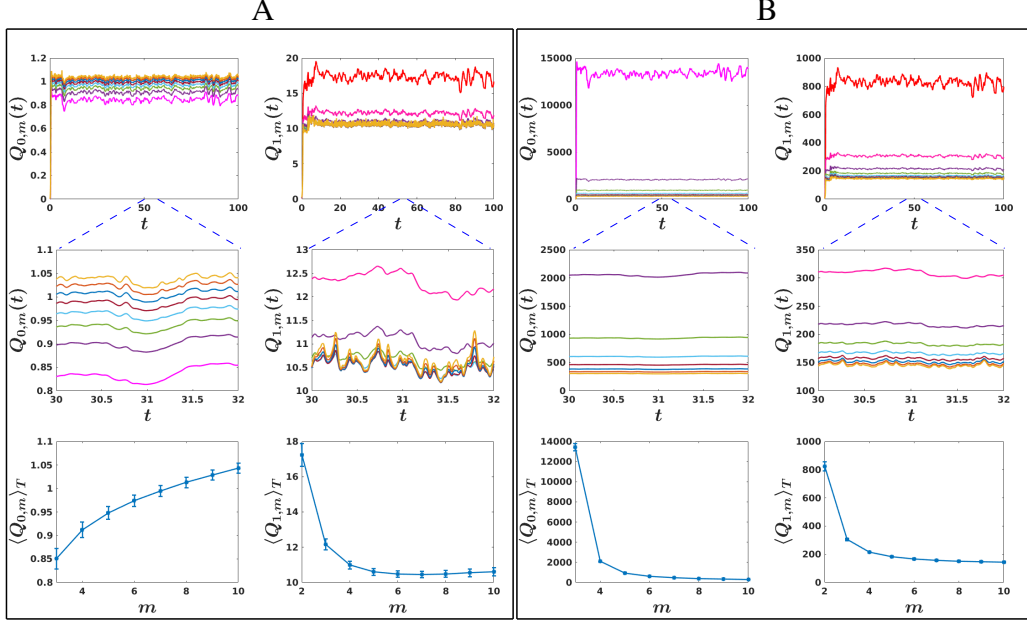 A B
1.2 1 0.8 0.6 0.4 0.2 0
Q_{0,m}(t)
0 50 100
t
20 15 10 5 0
Q_{1,m}(t)
0 20 40 60 80 100
t
15000 10000 5000 0
Q_{0,m}(t)
0 50 100
t
1000 800 600 400 200 0
Q_{1,m}(t)
0 50 100
t
1.1 1.05 1 0.95 0.9 0.85 0.8
Q_{0,m}(t)
30 30.5 31 31.5 32
t
13 12.5 12 11.5 11 10.5 10
Q_{1,m}(t)
30 30.5 31 31.5 32
t
2500 2000 1500 1000 500 0
Q_{0,m}(t)
30 30.5 31 31.5 32
t
350 300 250 200 150 100
Q_{1,m}(t)
30 30.5 31 31.5 32
t
1.1 1.05 1 0.95 0.9 0.85 0.8
⟨Q_{0,m}⟩_T
4 6 8 10
m
18 16 14 12 10
⟨Q_{1,m}⟩_T
2 4 6 8 10
m
14000 12000 10000 8000 6000 4000 2000 0
⟨Q_{0,m}⟩_T
4 6 8 10
m
1000 800 600 400 200 0
⟨Q_{1,m}⟩_T
2 4 6 8 10
m